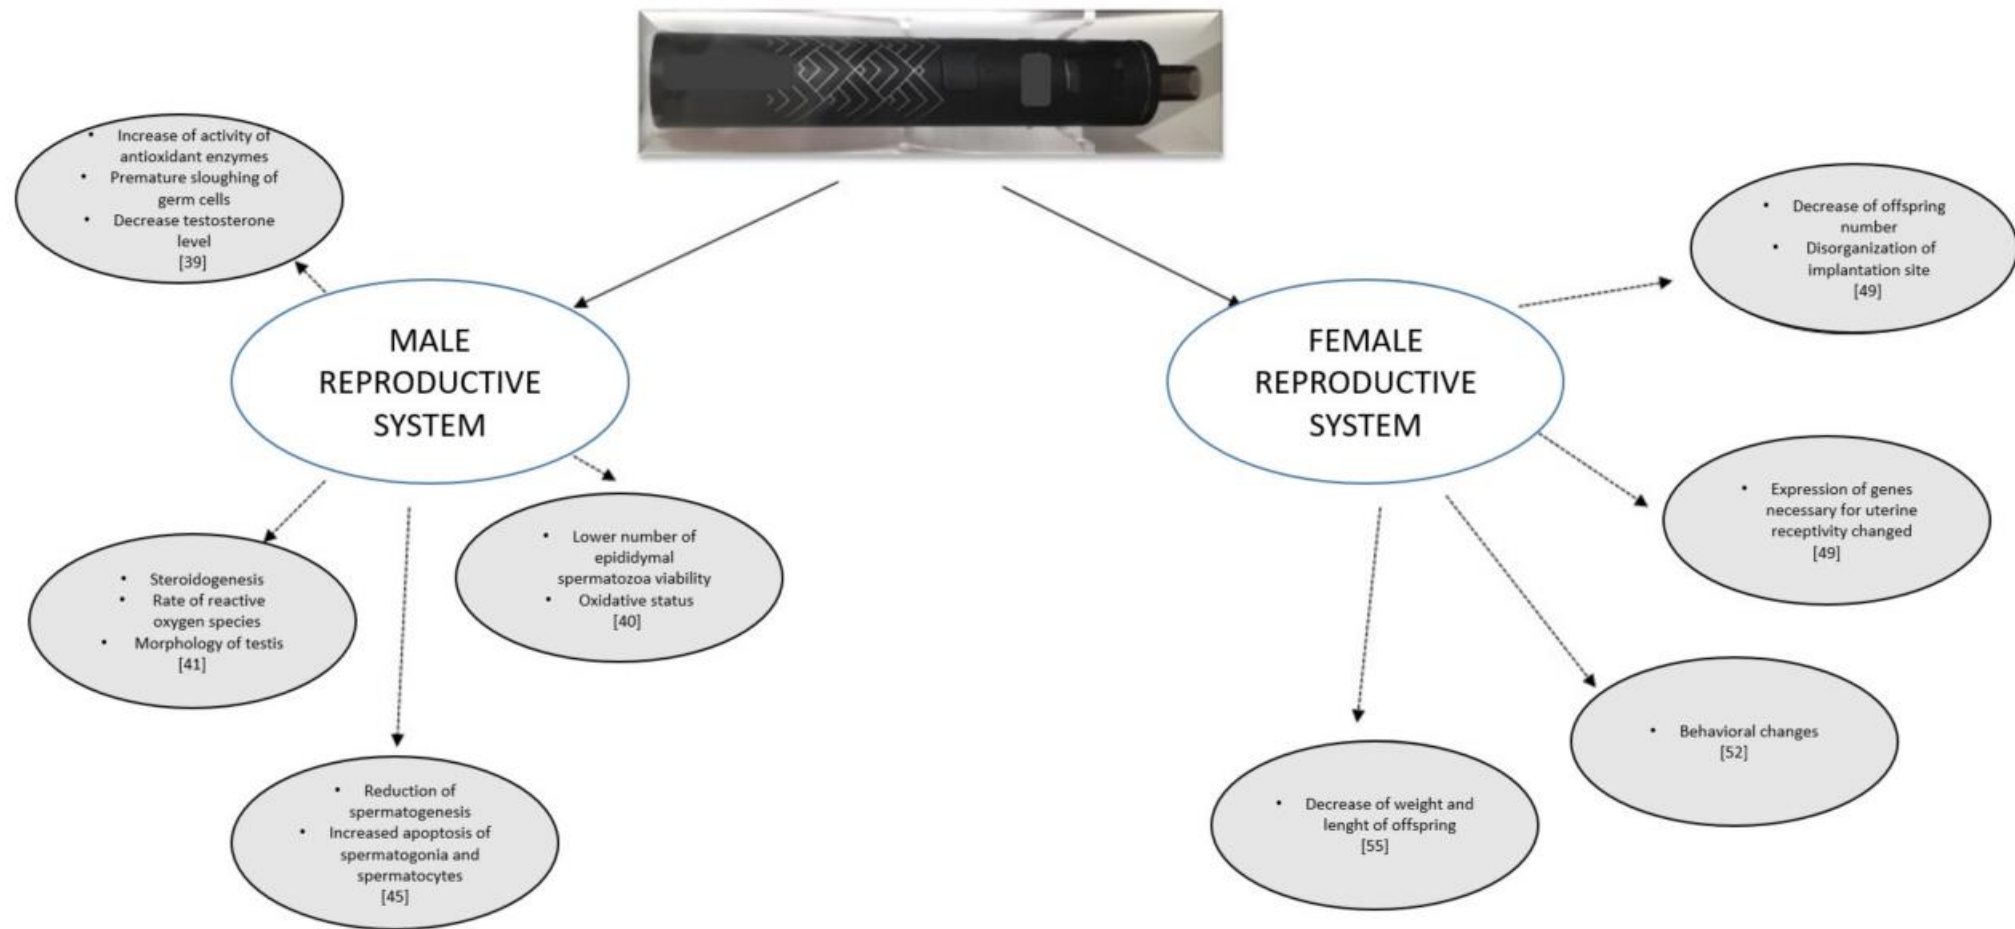 • Increase of activity of
antioxidant enzymes
• Premature sloughing of
germ cells
• Decrease testosterone
level
[39]
MALE
REPRODUCTIVE
SYSTEM
• Steroidogenesis
• Rate of reactive
oxygen species
• Morphology of testis
[41]
• Lower number of
epididymal
spermatozoa viability
• Oxidative status
[40]
• Reduction of
spermatogenesis
• Increased apoptosis of
spermatogonia and
spermatocytes
[45]
FEMALE
REPRODUCTIVE
SYSTEM
• Decrease of offspring
number
• Disorganization of
implantation site
[49]
• Expression of genes
necessary for uterine
receptivity changed
[49]
• Behavioral changes
[52]
• Decrease of weight and
lenght of offspring
[55]